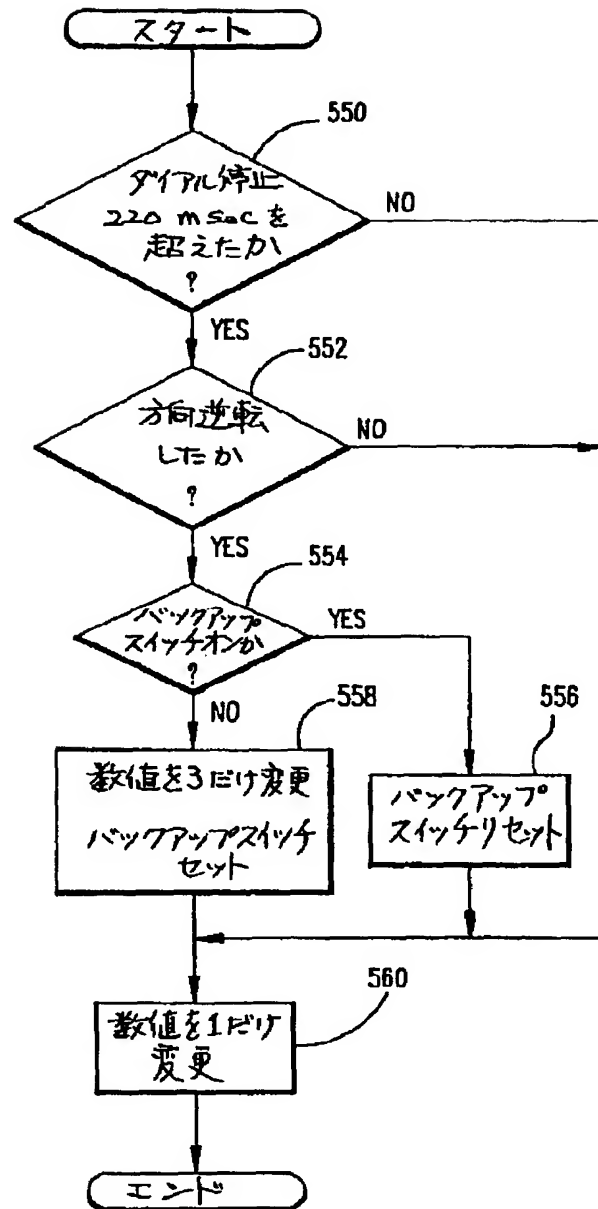 スタート
550
ダイアル停止
220 msec を
超えたか
?
NO
YES
552
方向逆転
したか
?
NO
YES
554
バックアップ
スイッチオンか
?
YES
NO
558
数値を3だけ変更
バックアップスイッチ
セット
556
バックアップ
スイッチリセット
560
数値を1だけ
変更
エンド